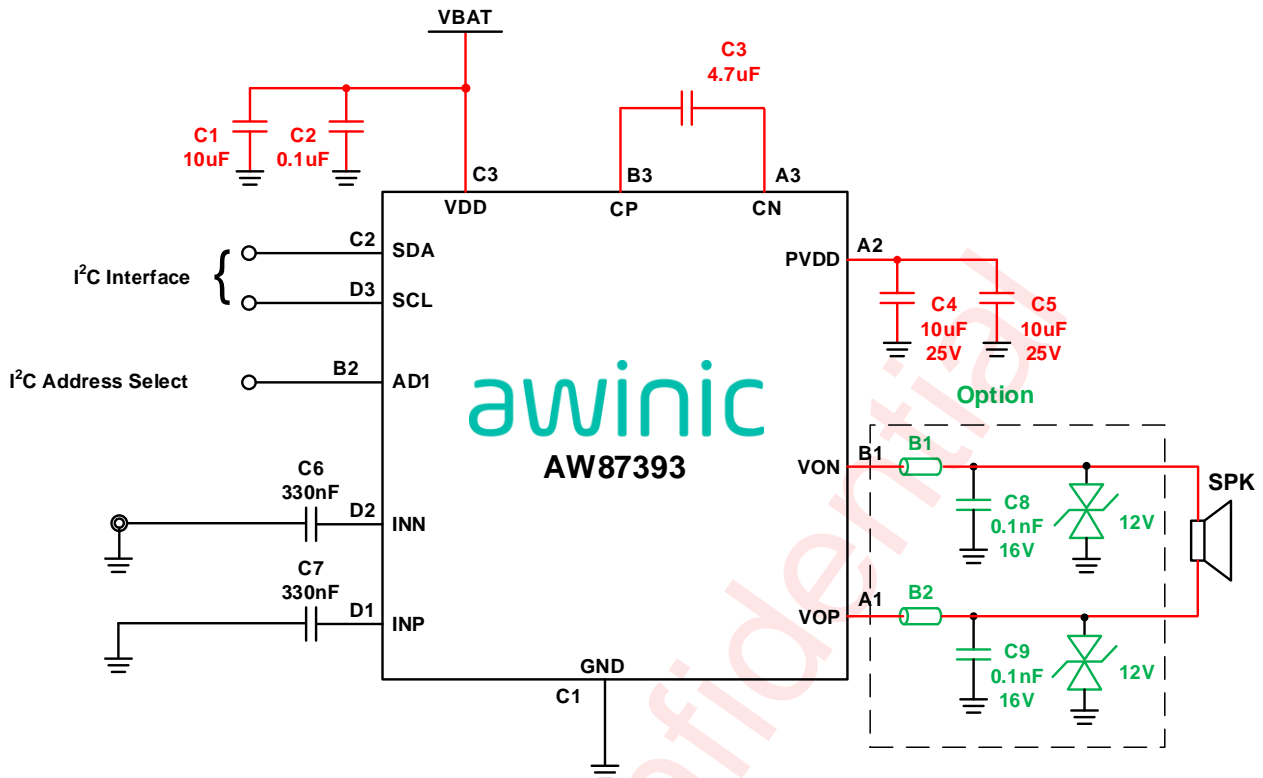 VBAT
C3
4.7uF
C1
10uF
C2
0.1uF
C3
B3
A3
VDD
CP
CN
C2
SDA
A2
PVDD
I²C Interface
{
D3
SCL
C4
10uF
25V
C5
10uF
25V
I²C Address Select
B2
AD1
awinic
AW87393
Option
B1
B1
VON
SPK
C8
0.1nF
16V
12V
C6
330nF
D2
INN
C7
330nF
D1
INP
A1
VOP
B2
C9
0.1nF
16V
12V
GND
C1
nfidential